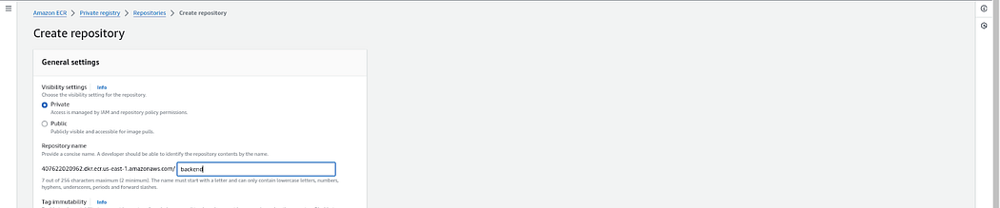 Amazon ECR > Private registry > Repositories > Create repository
Create repository
General settings
Visibility settings Info
Choose the visibility setting for the repository.
Private
Access is managed by IAM and repository policy permissions.
Public
Publicly visible and accessible for image pulls.
Repository name
Provide a concise name. A developer should be able to identify the repository contents by the name.
407622020962.dkr.ecr.us-east-1.amazonaws.com/ backend
7 out of 256 characters maximum (2 minimum). The name must start with a letter and can only contain lowercase letters, numbers,
hyphens, underscores, periods and forward slashes.
Tag immutability Info